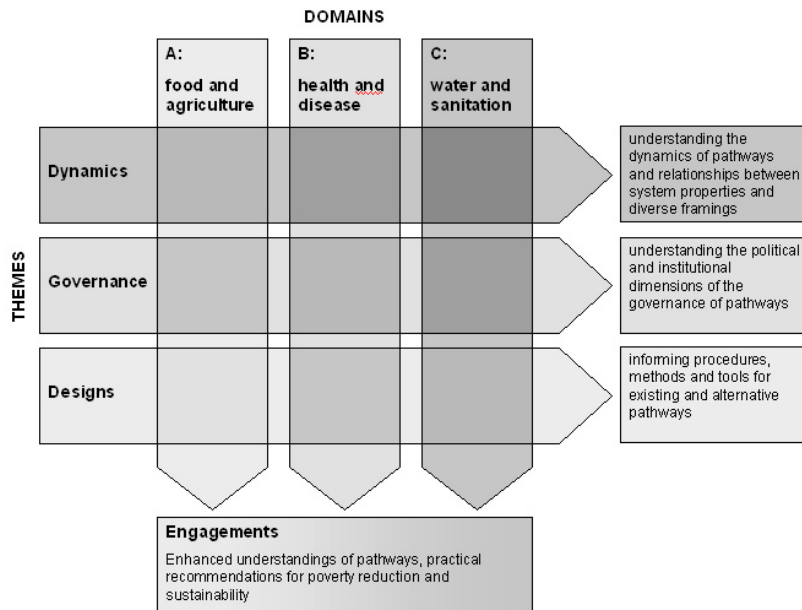 DOMAINS
A:
food and
agriculture
B:
health and
disease
C:
water and
sanitation
THEMES
Dynamics
understanding the
dynamics of pathways
and relationships between
system properties and
diverse framings
Governance
understanding the political
and institutional
dimensions of the
governance of pathways
Designs
informing procedures,
methods and tools for
existing and alternative
pathways
Engagements
Enhanced understandings of pathways, practical
recommendations for poverty reduction and
sustainability